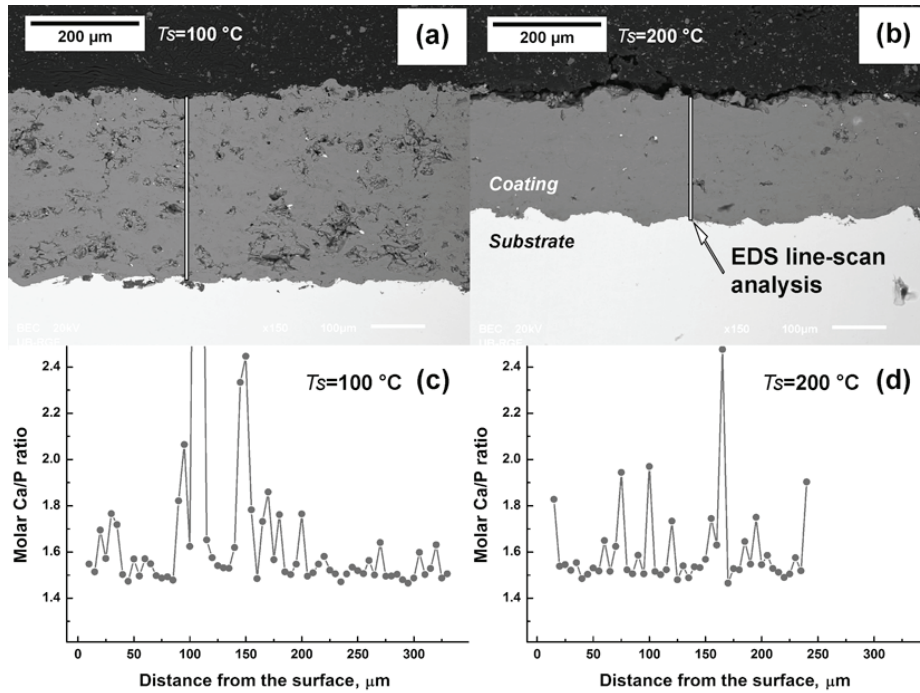 200 µm
Ts=100 °C
(a)
200 µm
Ts=200 °C
(b)
Coating
Substrate
EDS line-scan
analysis
BEC 20kV
x150
100µm
BEC 20kV
x150
100µm
Ts=100 °C
(c)
Molar Ca/P ratio
2.4
2.2
2.0
1.8
1.6
1.4
0
50
100
150
200
250
300
Distance from the surface, µm
Ts=200 °C
(d)
Molar Ca/P ratio
2.4
2.2
2.0
1.8
1.6
1.4
0
50
100
150
200
250
300
Distance from the surface, µm